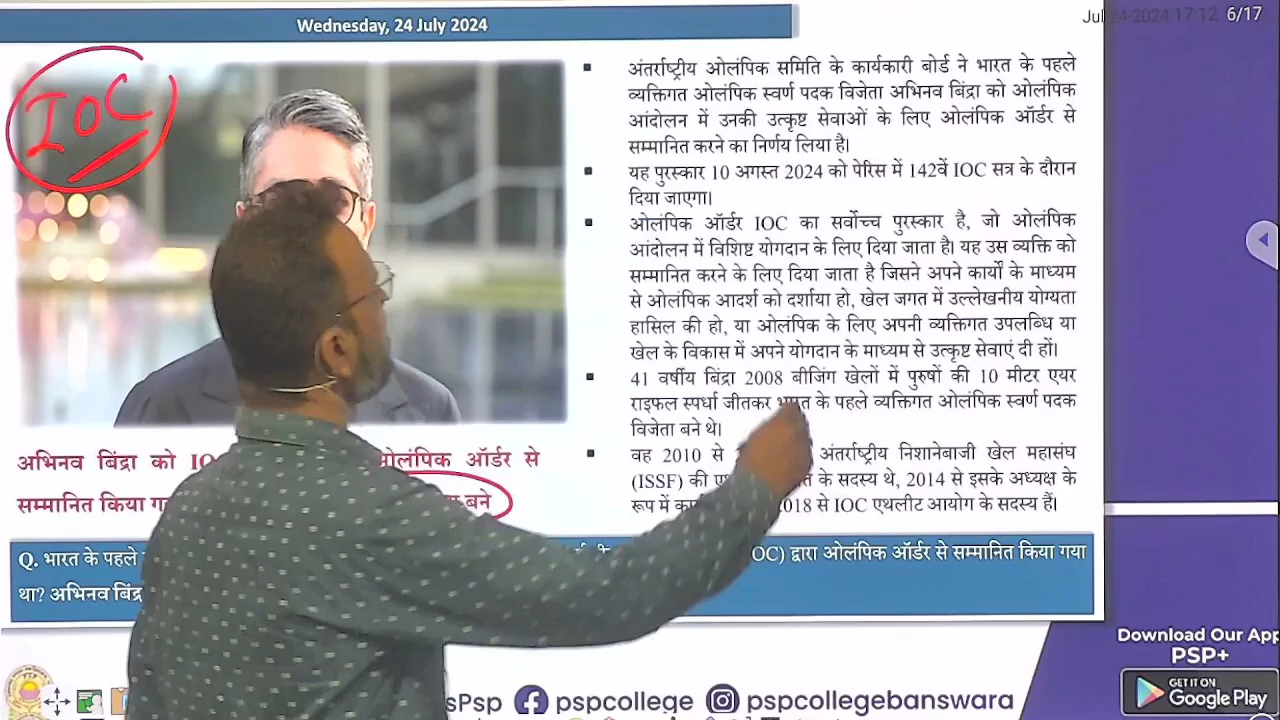 Wednesday, 24 July 2024
Jul-24-2024 17:12 6/17
IOC
अंतर्राष्ट्रीय ओलंपिक समिति के कार्यकारी बोर्ड ने भारत के पहले
व्यक्तिगत ओलंपिक स्वर्ण पदक विजेता अभिनव बिंद्रा को ओलंपिक
आंदोलन में उनकी उत्कृष्ट सेवाओं के लिए ओलंपिक ऑर्डर से
सम्मानित करने का निर्णय लिया है।
यह पुरस्कार 10 अगस्त 2024 को पेरिस में 142वें IOC सत्र के दौरान
दिया जाएगा।
ओलंपिक ऑर्डर IOC का सर्वोच्च पुरस्कार है, जो ओलंपिक
आंदोलन में विशिष्ट योगदान के लिए दिया जाता है। यह उस व्यक्ति को
सम्मानित करने के लिए दिया जाता है जिसने अपने कार्यों के माध्यम
से ओलंपिक आदर्श को दर्शाया हो, खेल जगत में उल्लेखनीय योग्यता
हासिल की हो, या ओलंपिक के लिए अपनी व्यक्तिगत उपलब्धि या
खेल के विकास में अपने योगदान के माध्यम से उत्कृष्ट सेवाएं दी हों।
41 वर्षीय बिंद्रा 2008 बीजिंग खेलों में पुरुषों की 10 मीटर एयर
राइफल स्पर्धा जीतकर भारत के पहले व्यक्तिगत ओलंपिक स्वर्ण पदक
विजेता बने थे।
वह 2010 से अंतर्राष्ट्रीय निशानेबाजी खेल महासंघ
(ISSF) की के सदस्य थे, 2014 से इसके अध्यक्ष के
रूप में 2018 से IOC एथलीट आयोग के सदस्य हैं।
अभिनव बिंद्रा को ओलंपिक ऑर्डर से
सम्मानित किया बने
Q. भारत के पहले OC) द्वारा ओलंपिक ऑर्डर से सम्मानित किया गया
था? अभिनव
Download Our App
PSP+
GET IT ON
Google Play
sPsp pspcollege pspcollegebanswara